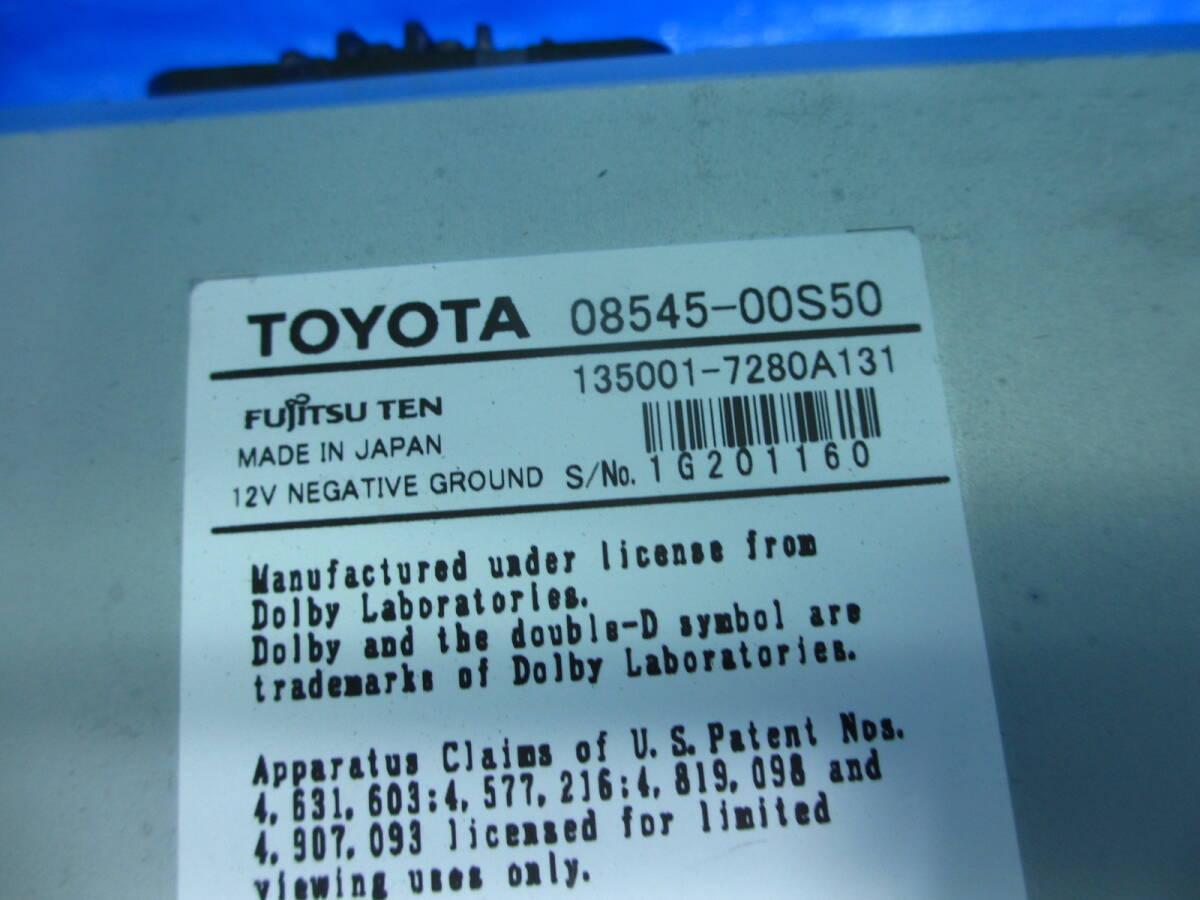 TOYOTA 08545-00S50
135001-7280A131
FUJITSU TEN
MADE IN JAPAN
12V NEGATIVE GROUND S/No. 1G201160
Manufactured under license from
Dolby Laboratories.
Dolby and the double-D symbol are
trademarks of Dolby Laboratories.
Apparatus Claims of U.S.Patent Nos.
4,631,603:4,577,216:4,819,098 and
4,907,093 licensed for limited
viewing uses only.